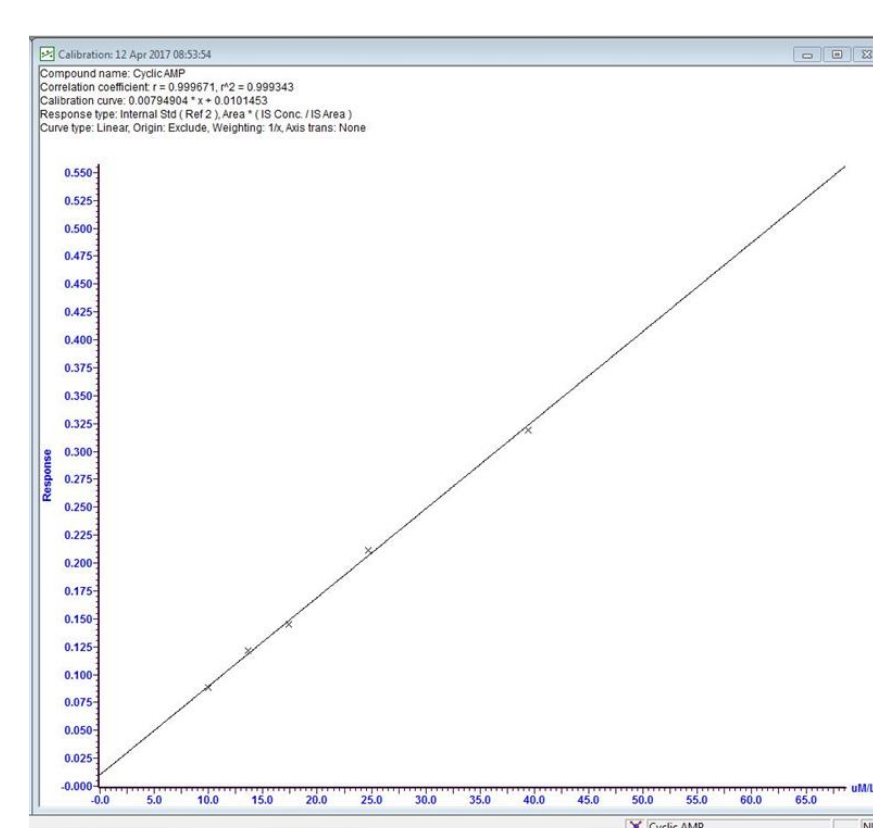 Calibration: 12 Apr 2017 08:53:54
Compound name: Cyclic AMP
Correlation coefficient: r = 0.999671, r^2 = 0.999343
Calibration curve: 0.00794904 * x + 0.0101453
Response type: Internal Std ( Ref 2 ), Area * ( IS Conc. / IS Area )
Curve type: Linear, Origin: Exclude, Weighting: 1/x, Axis trans: None
0.550
0.525
0.500
0.475
0.450
0.425
0.400
0.375
0.350
0.325
0.300
0.275
0.250
0.225
0.200
0.175
0.150
0.125
0.100
0.075
0.050
0.025
-0.000
Response
-0.0 5.0 10.0 15.0 20.0 25.0 30.0 35.0 40.0 45.0 50.0 55.0 60.0 65.0 uM/L
Cyclic AMP